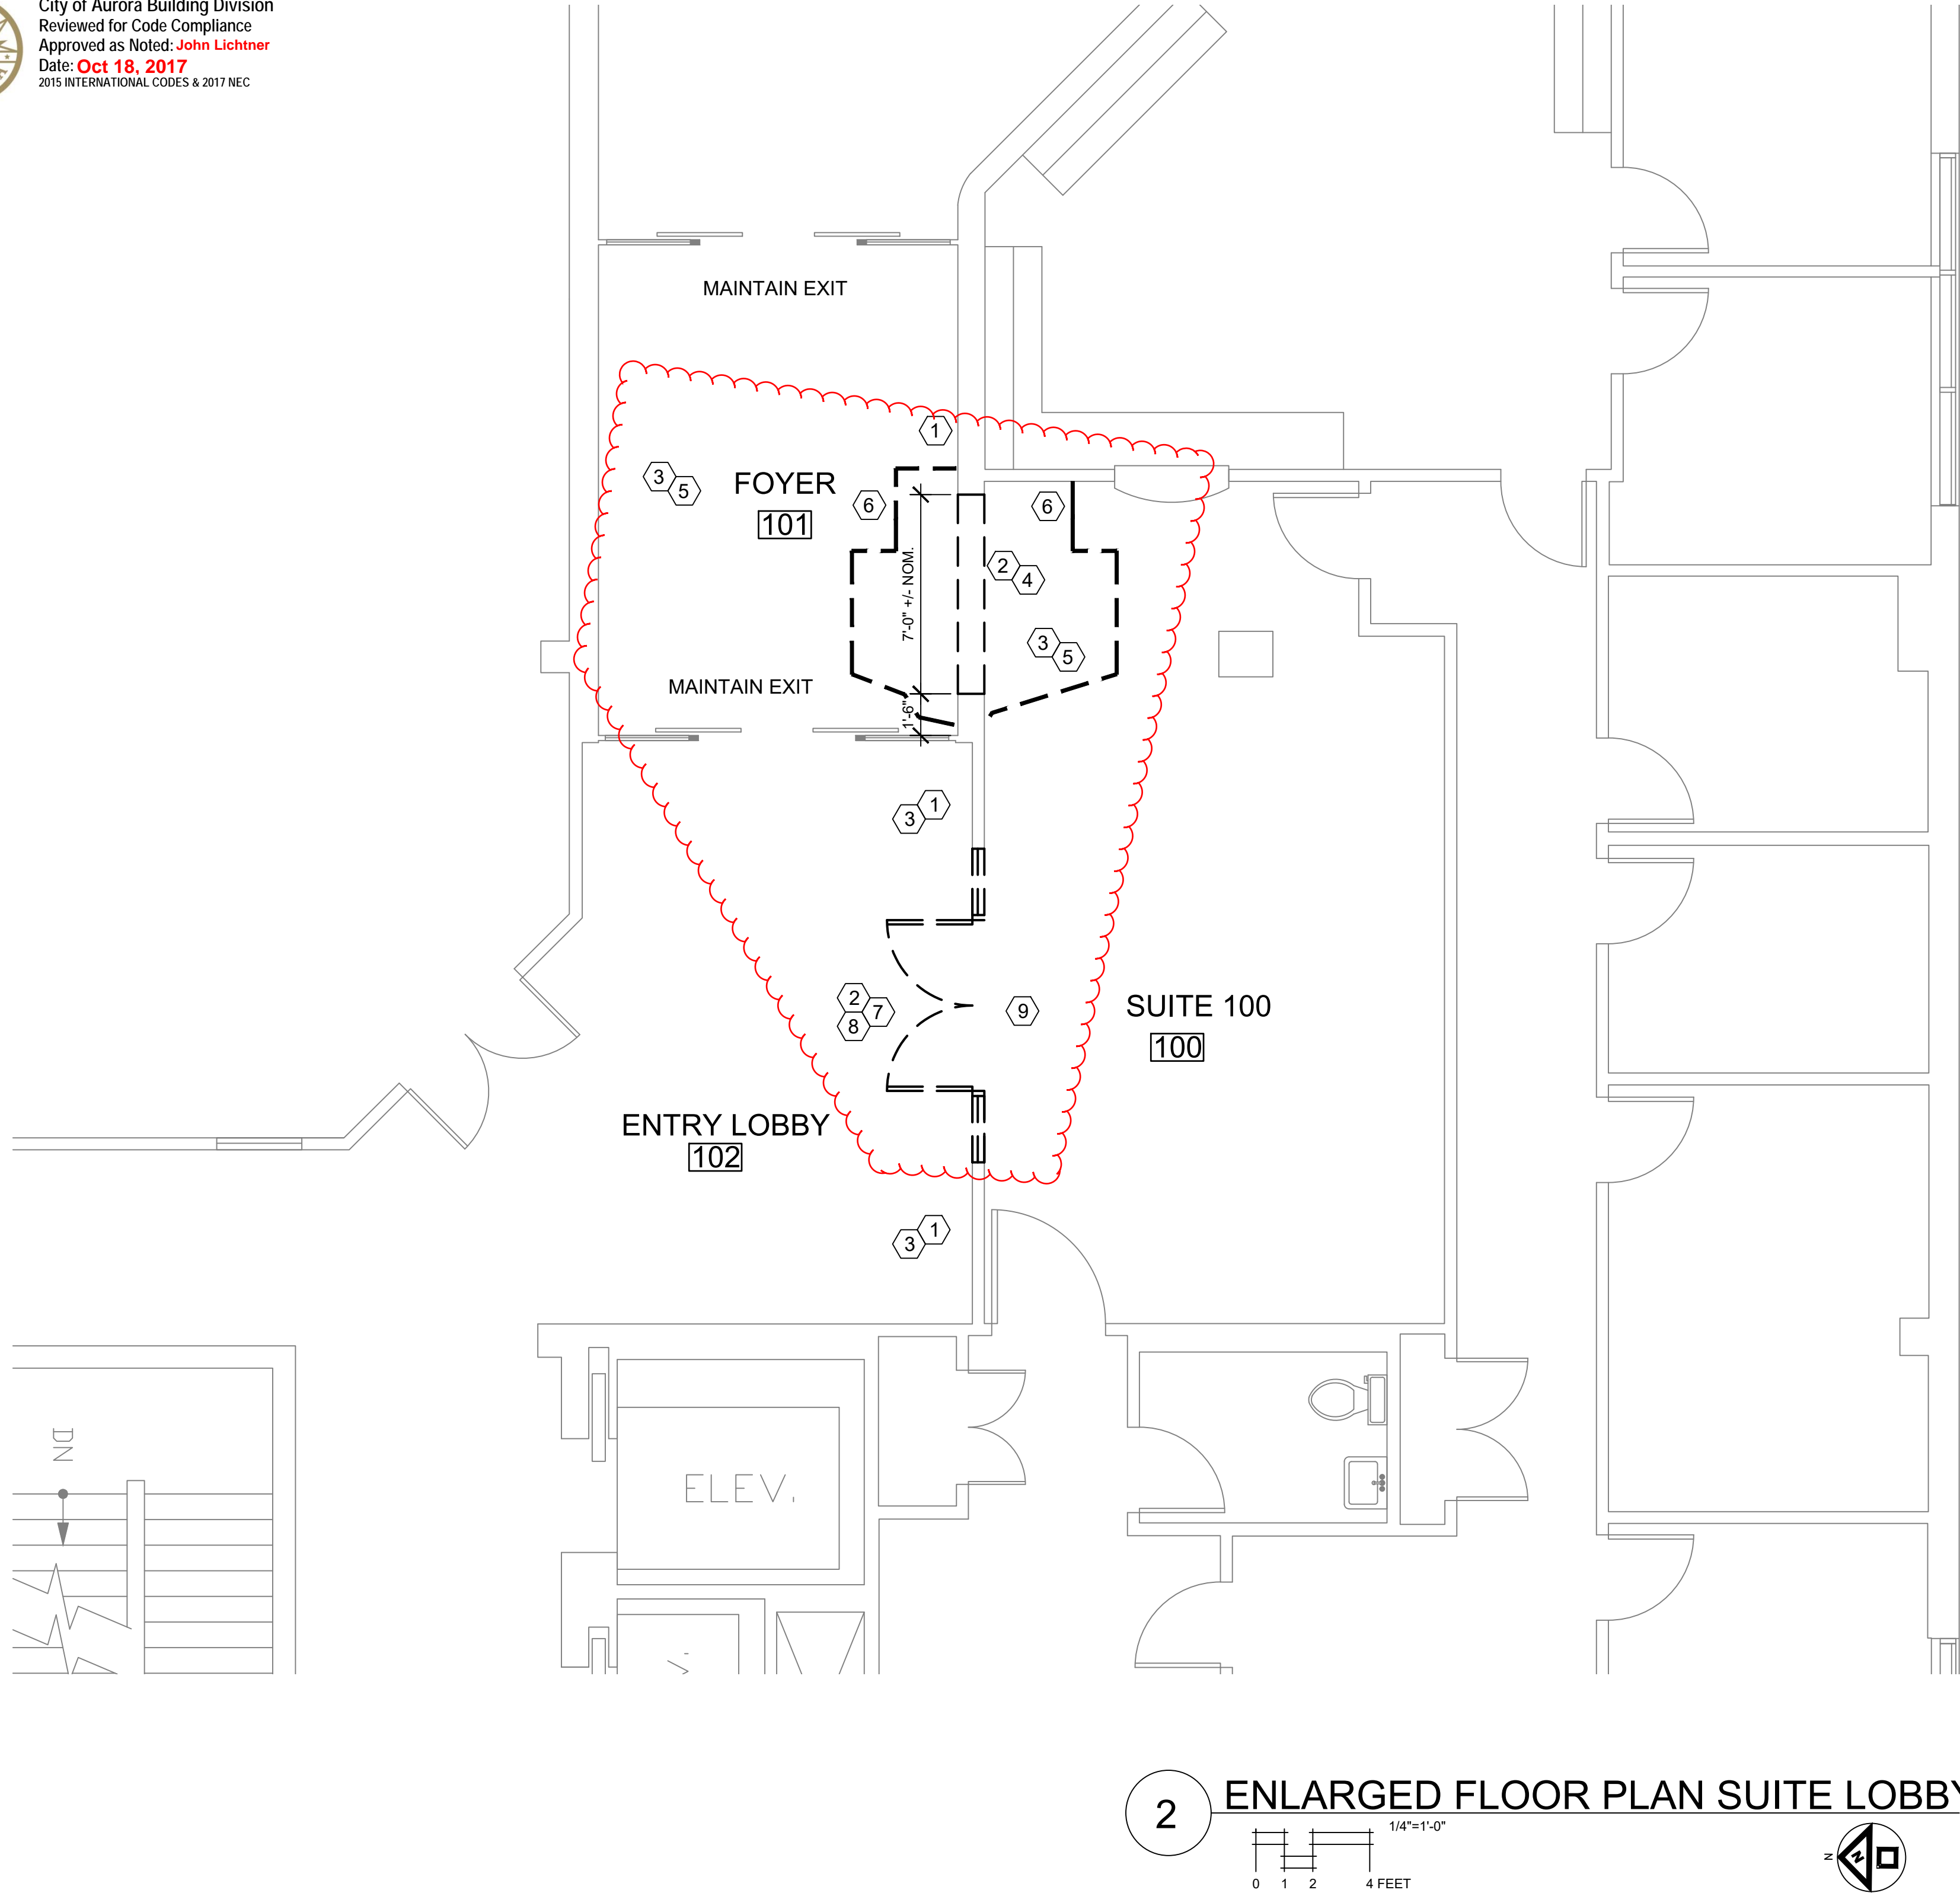 City of Aurora Building Division
Reviewed for Code Compliance
Approved as Noted: John Lichtner
Date: Oct 18, 2017
2015 INTERNATIONAL CODES & 2017 NEC
MAINTAIN EXIT
1
3
5
FOYER
101
6
6
7'-0" +/- NOM.
2
4
3
5
MAINTAIN EXIT
1'-6"
1
3
2
7
8
9
SUITE 100
100
ENTRY LOBBY
102
1
3
DN
ELEV.
2
ENLARGED FLOOR PLAN SUITE LOBBY
1/4"=1'-0"
0 1 2 4 FEET
N
N